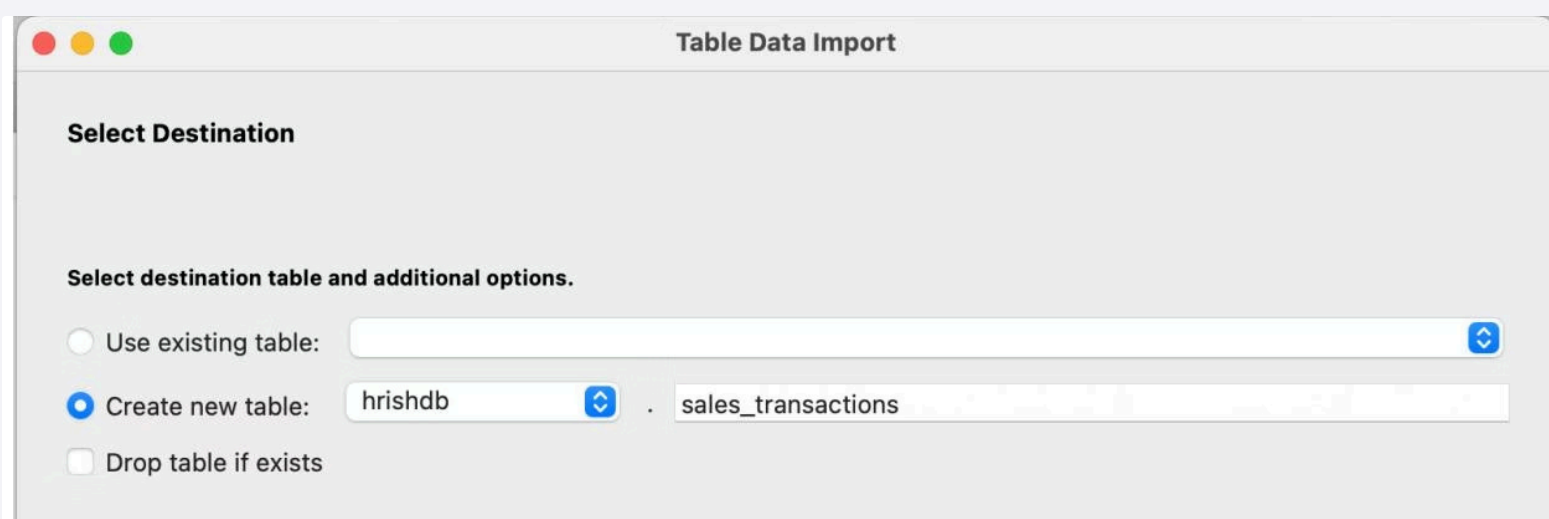 Table Data Import
Select Destination
Select destination table and additional options.
Use existing table:
Create new table: hrishdb . sales_transactions
Drop table if exists